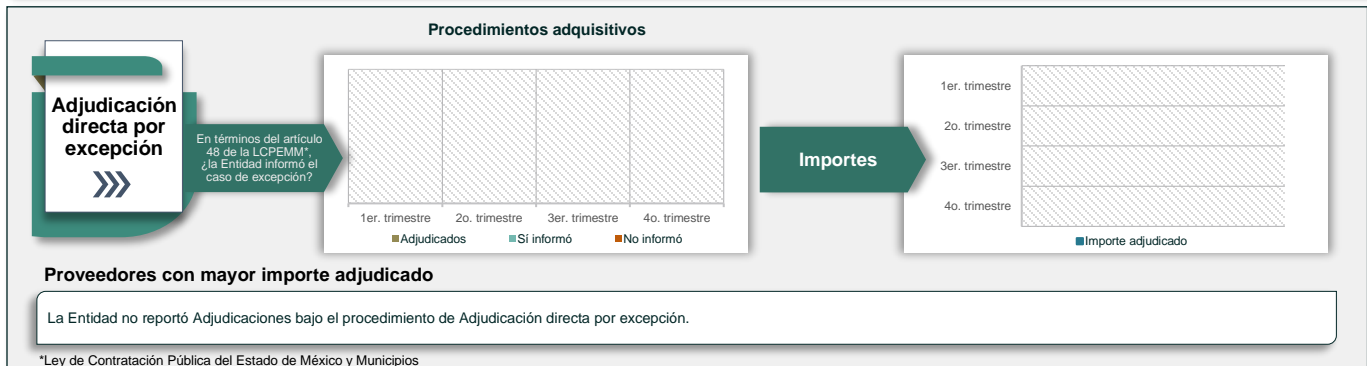 Procedimientos adquisitivos
Adjudicación
directa por
excepción
En términos del artículo
48 de la LCPEMM*,
¿la Entidad informó el
caso de excepción?
1er. trimestre 2o. trimestre 3er. trimestre 4o. trimestre
Adjudicados Sí informó No informó
Importes
1er. trimestre
2o. trimestre
3er. trimestre
4o. trimestre
Importe adjudicado
Proveedores con mayor importe adjudicado
La Entidad no reportó Adjudicaciones bajo el procedimiento de Adjudicación directa por excepción.
*Ley de Contratación Pública del Estado de México y Municipios